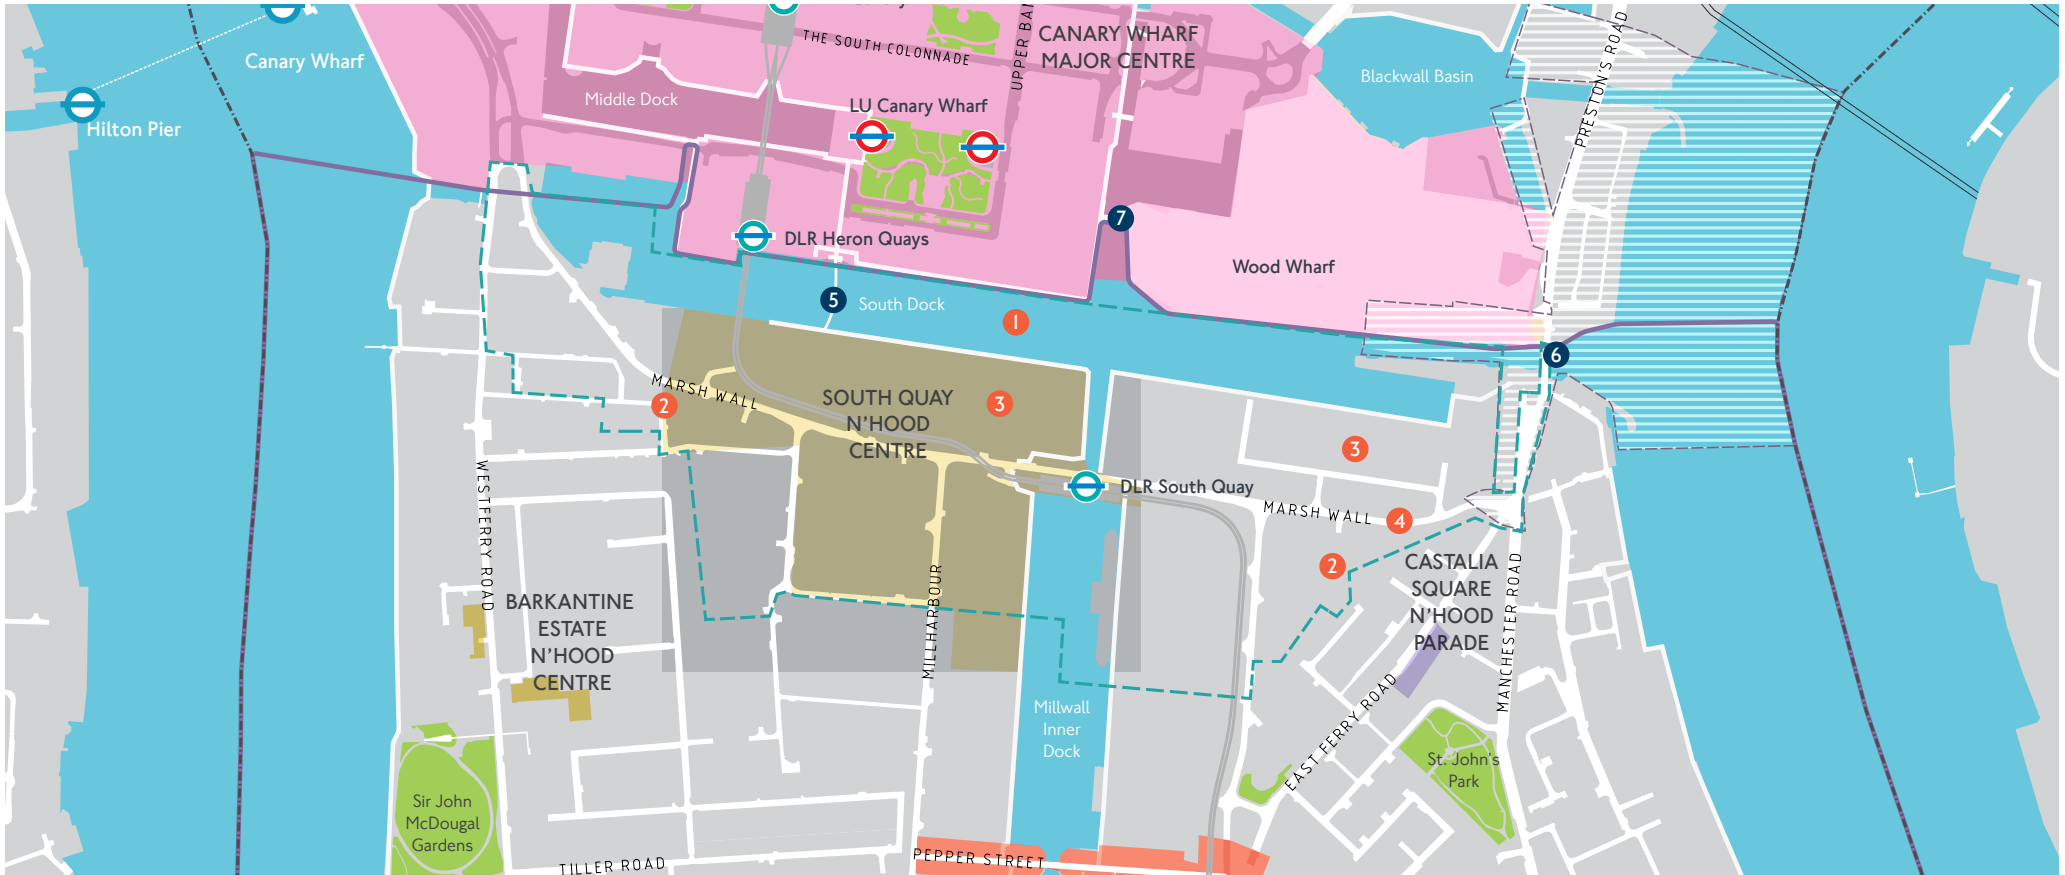 THE SOUTH COLONNADE
CANARY WHARF
MAJOR CENTRE
PRESTON'S ROAD
Canary Wharf
Blackwall Basin
Middle Dock
LU Canary Wharf
Hilton Pier
UPPER
7
DLR Heron Quays
Wood Wharf
5
South Dock
1
6
MARSH WALL
2
SOUTH QUAY
N'HOOD
CENTRE
3
3
DLR South Quay
MARSH WALL
4
WESTFERRY ROAD
2
CASTALIA
SQUARE
N'HOOD
PARADE
MANCHESTER ROAD
BARKANTINE
ESTATE
N'HOOD
CENTRE
MILLHARBOUR
Millwall
Inner
Dock
EAST FERRY ROAD
St. John's
Park
Sir John
McDougal
Gardens
TILLER ROAD
PEPPER STREET